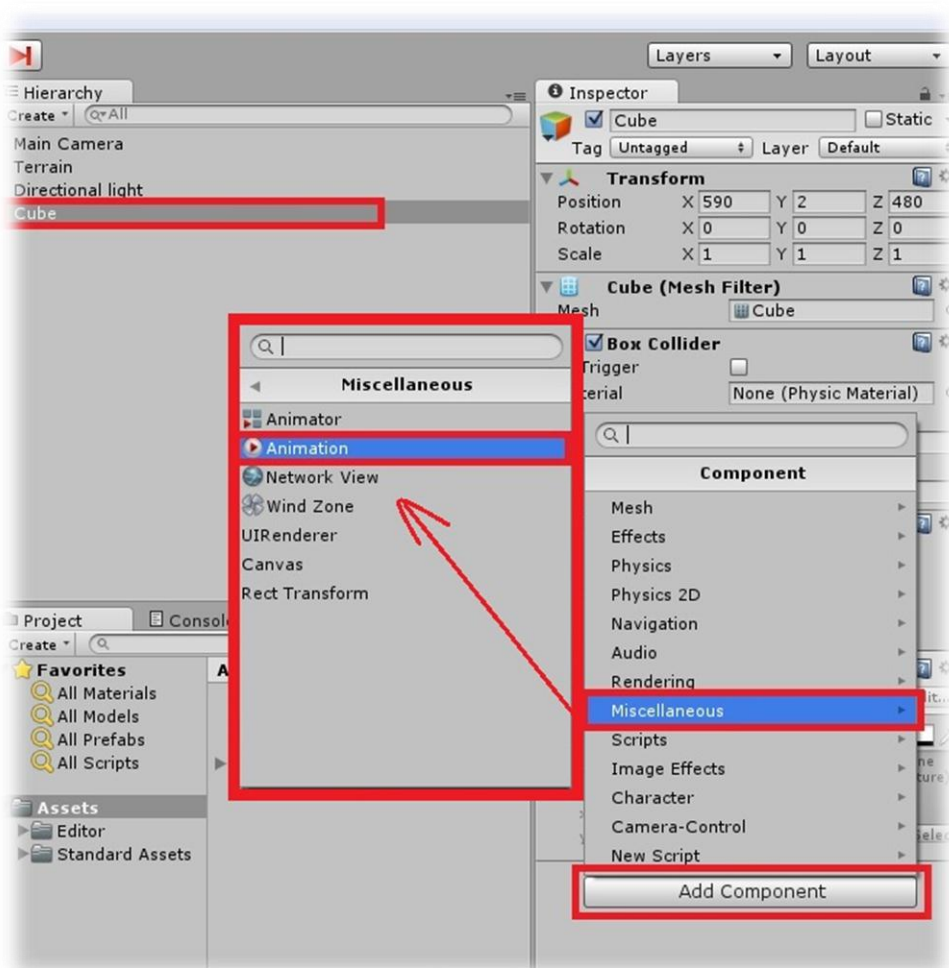 Layers Layout
Hierarchy
Create All
Main Camera
Terrain
Directional light
Cube
Inspector
Cube Static
Tag Untagged Layer Default
Transform
Position X 590 Y 2 Z 480
Rotation X 0 Y 0 Z 0
Scale X 1 Y 1 Z 1
Cube (Mesh Filter)
Mesh Cube
Box Collider
Trigger
terial None (Physic Material)
Miscellaneous
Animator
Animation
Network View
Wind Zone
UIRenderer
Canvas
Rect Transform
Component
Mesh
Effects
Physics
Physics 2D
Navigation
Audio
Rendering
Miscellaneous
Scripts
Image Effects
Character
Camera-Control
New Script
Add Component
Project Consol
Create
Favorites A
All Materials
All Models
All Prefabs
All Scripts
Assets
Editor
Standard Assets